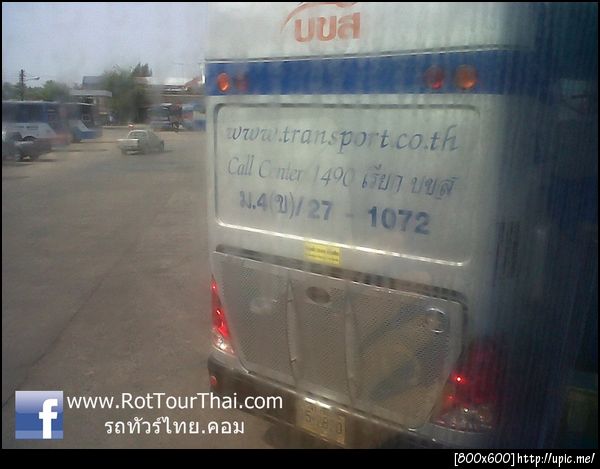 บขส
www.transport.co.th
Call Center 1490 เรียก บขส
ม.4(ข)/27 - 1072
f www.RotTourThai.com
รถทัวร์ไทย.คอม
[800x600]http://upic.me/